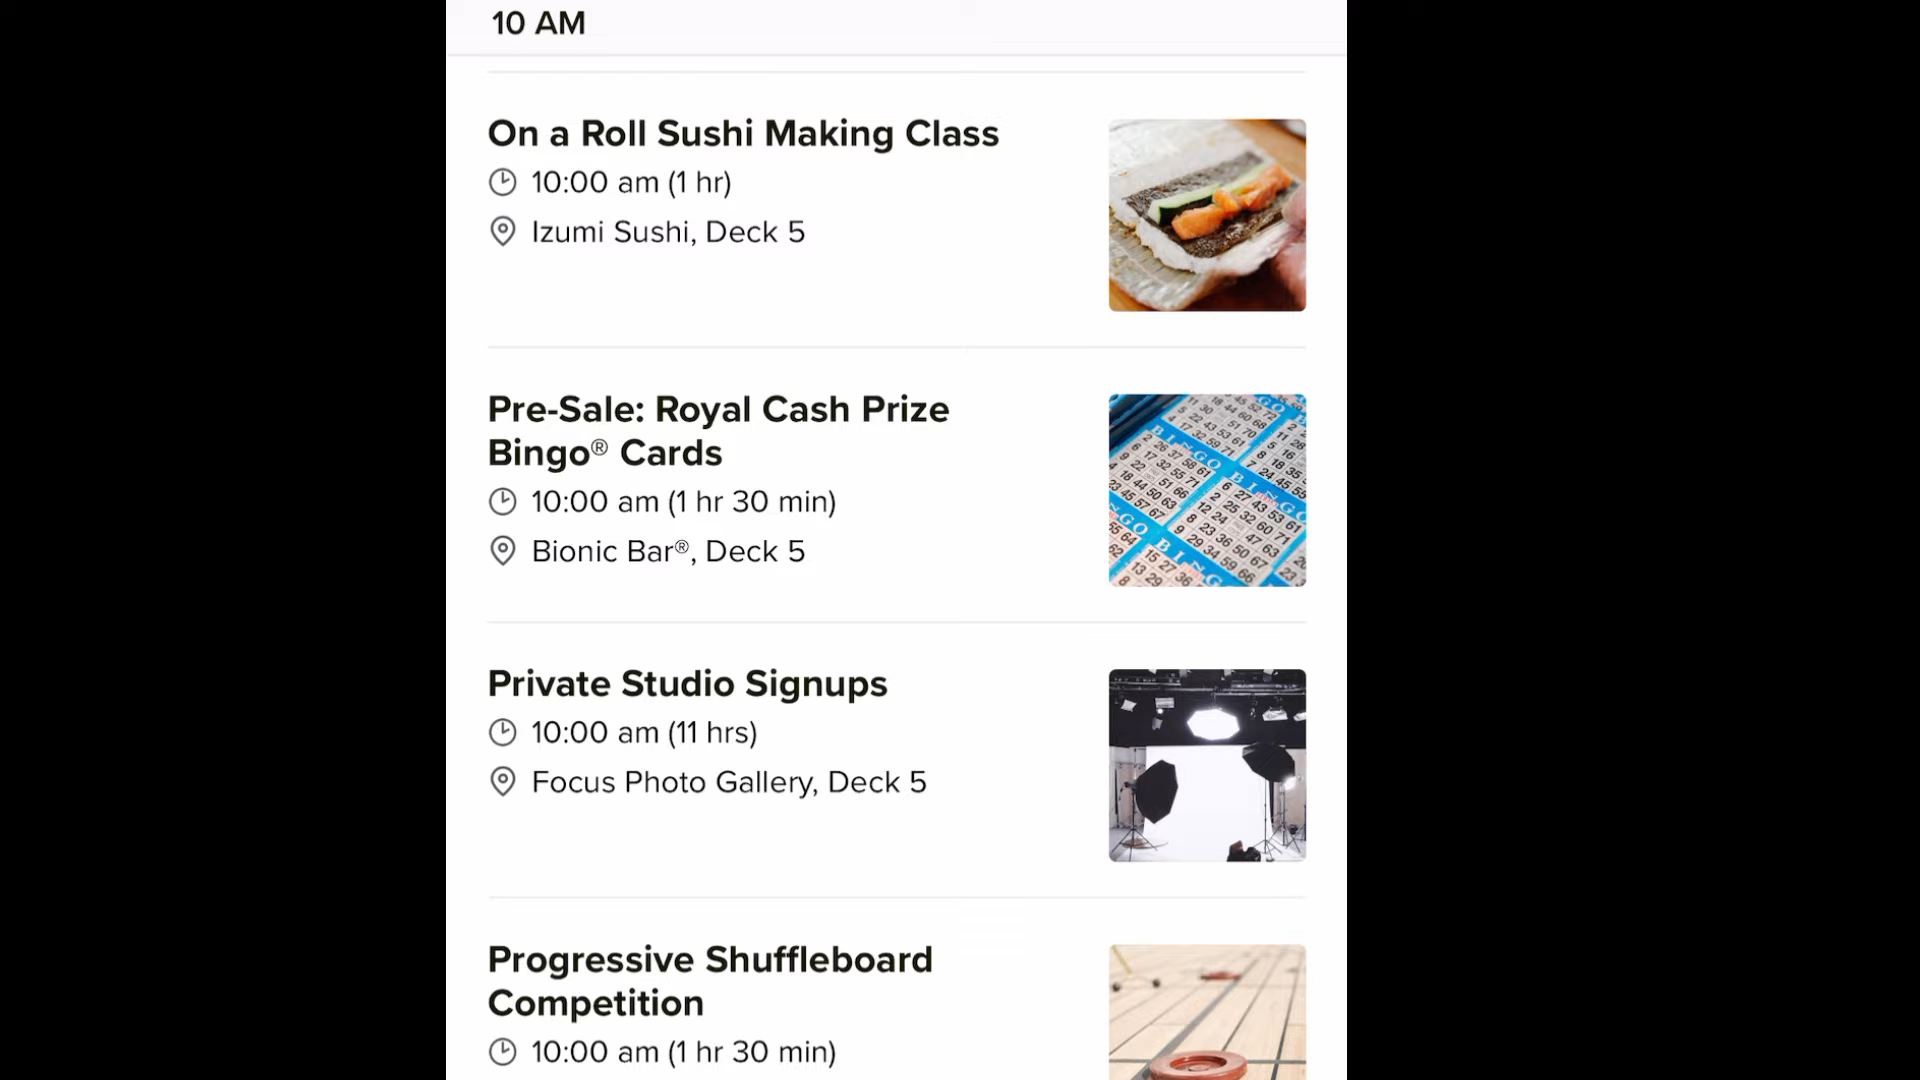 10 AM
On a Roll Sushi Making Class
10:00 am (1 hr)
Izumi Sushi, Deck 5
Pre-Sale: Royal Cash Prize
Bingo® Cards
10:00 am (1 hr 30 min)
Bionic Bar®, Deck 5
Private Studio Signups
10:00 am (11 hrs)
Focus Photo Gallery, Deck 5
Progressive Shuffleboard
Competition
10:00 am (1 hr 30 min)